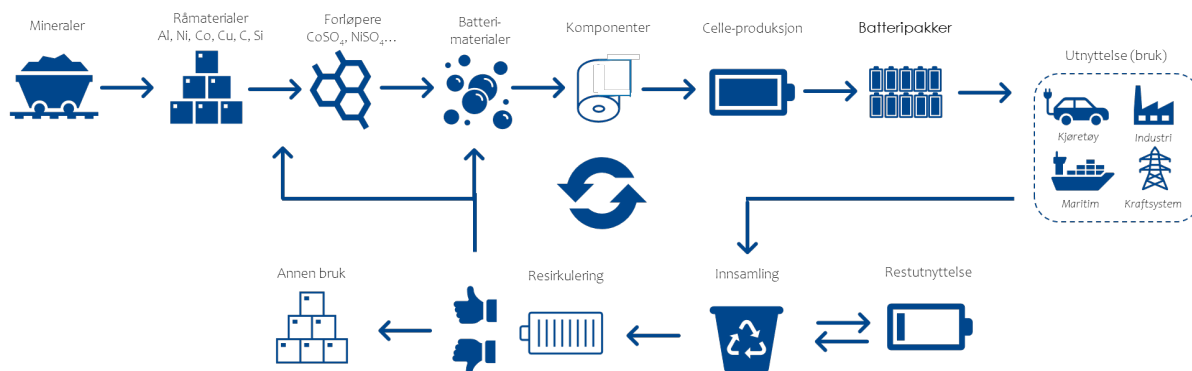 Mineraler
Råmaterialer
Al, Ni, Co, Cu, C, Si
Forløpere
CoSO₄, NiSO₄...
Batteri-
materialer
Komponenter
Celle-produksjon
Batteripakker
Utnyttelse (bruk)
Kjøretøy
Industri
Maritim
Kraftsystem
Annen bruk
Resirkulering
Innsamling
Restutnyttelse